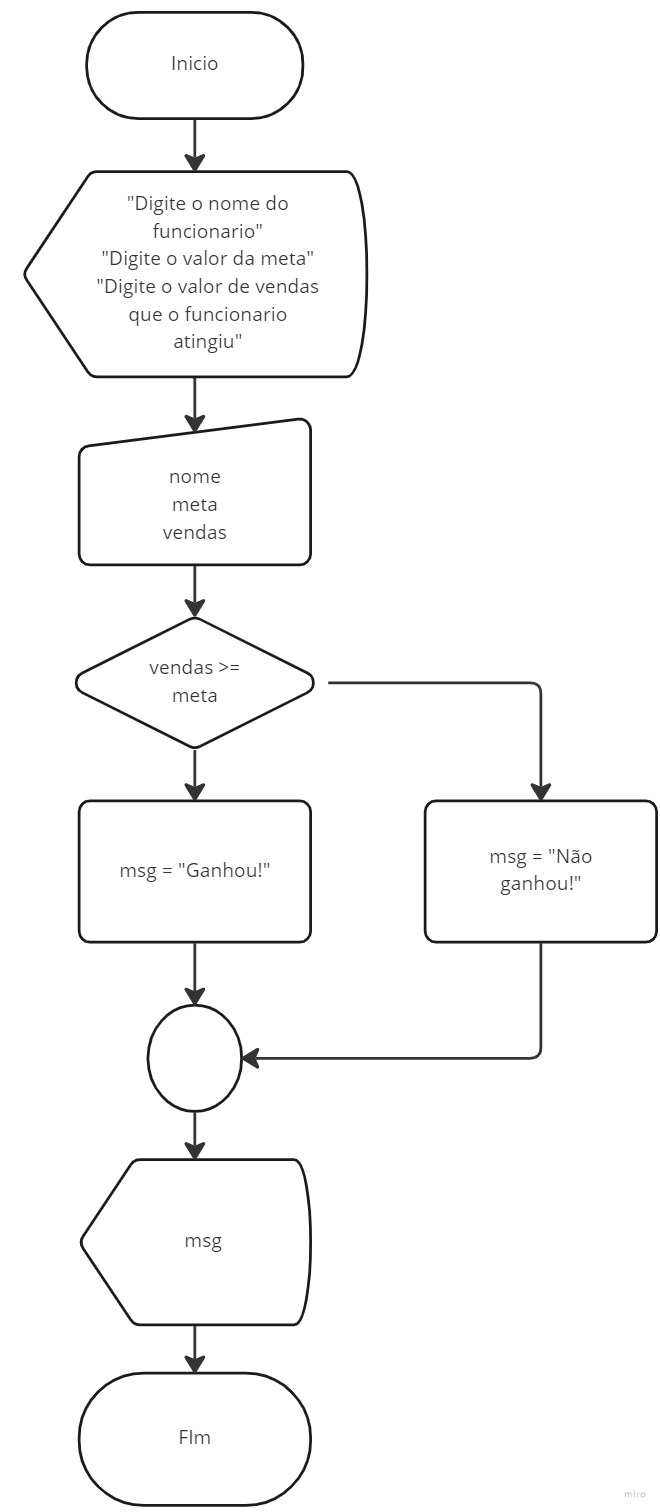 Inicio
"Digite o nome do
funcionario"
"Digite o valor da meta"
"Digite o valor de vendas
que o funcionario
atingiu"
nome
meta
vendas
vendas >=
meta
msg = "Ganhou!"
msg = "Não
ganhou!"
msg
FIm
miro